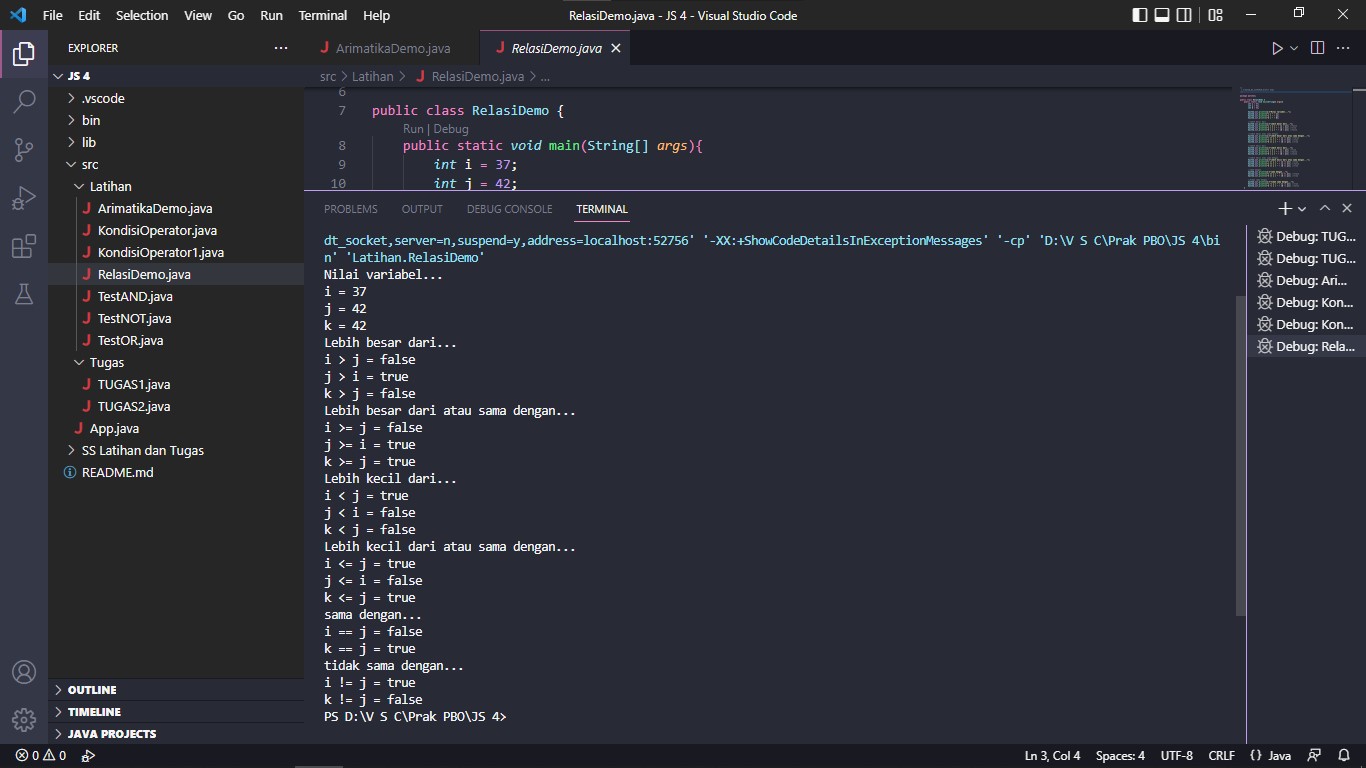 File Edit Selection View Go Run Terminal Help
RelasiDemo.java - JS 4 - Visual Studio Code
EXPLORER
JS 4
.vscode
bin
lib
src
Latihan
ArimatikaDemo.java
KondisiOperator.java
KondisiOperator1.java
RelasiDemo.java
TestAND.java
TestNOT.java
TestOR.java
Tugas
TUGAS1.java
TUGAS2.java
App.java
SS Latihan dan Tugas
README.md
OUTLINE
TIMELINE
JAVA PROJECTS
ArimatikaDemo.java
RelasiDemo.java
src > Latihan > RelasiDemo.java > ...
6
7 public class RelasiDemo {
Run | Debug
8 public static void main(String[] args){
9 int i = 37;
10 int j = 42;
PROBLEMS OUTPUT DEBUG CONSOLE TERMINAL
dt_socket,server=n,suspend=y,address=localhost:52756' '-XX:+ShowCodeDetailsInExceptionMessages' '-cp' 'D:\V S C\Prak PBO\JS 4\bi
n' 'Latihan.RelasiDemo'
Nilai variabel...
i = 37
j = 42
k = 42
Lebih besar dari...
i > j = false
j > i = true
k > j = false
Lebih besar dari atau sama dengan...
i >= j = false
j >= i = true
k >= j = true
Lebih kecil dari...
i < j = true
j < i = false
k < j = false
Lebih kecil dari atau sama dengan...
i <= j = true
j <= i = false
k <= j = true
sama dengan...
i == j = false
k == j = true
tidak sama dengan...
i != j = true
k != j = false
PS D:\V S C\Prak PBO\JS 4>
Debug: TUG...
Debug: TUG...
Debug: Ari...
Debug: Kon...
Debug: Kon...
Debug: Rela...
0 0
Ln 3, Col 4 Spaces: 4 UTF-8 CRLF {} Java